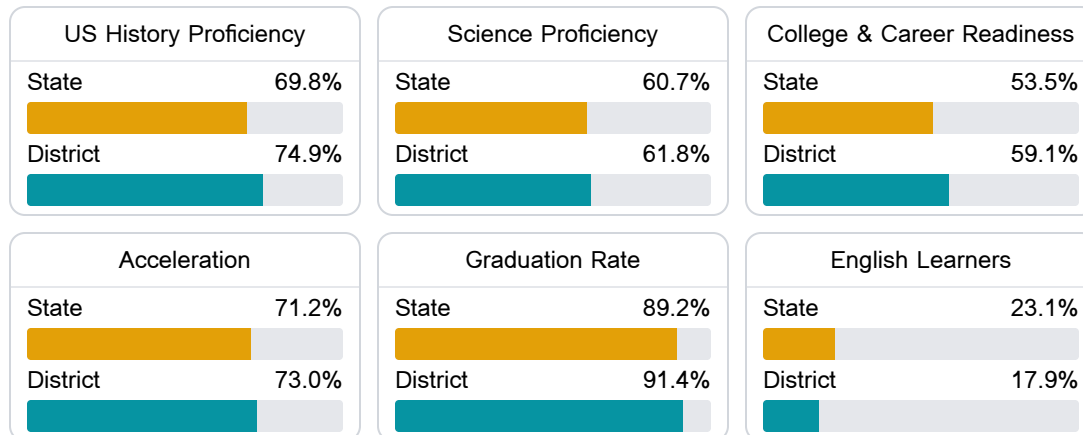 US History Proficiency
State 69.8%
District 74.9%
Science Proficiency
State 60.7%
District 61.8%
College & Career Readiness
State 53.5%
District 59.1%
Acceleration
State 71.2%
District 73.0%
Graduation Rate
State 89.2%
District 91.4%
English Learners
State 23.1%
District 17.9%